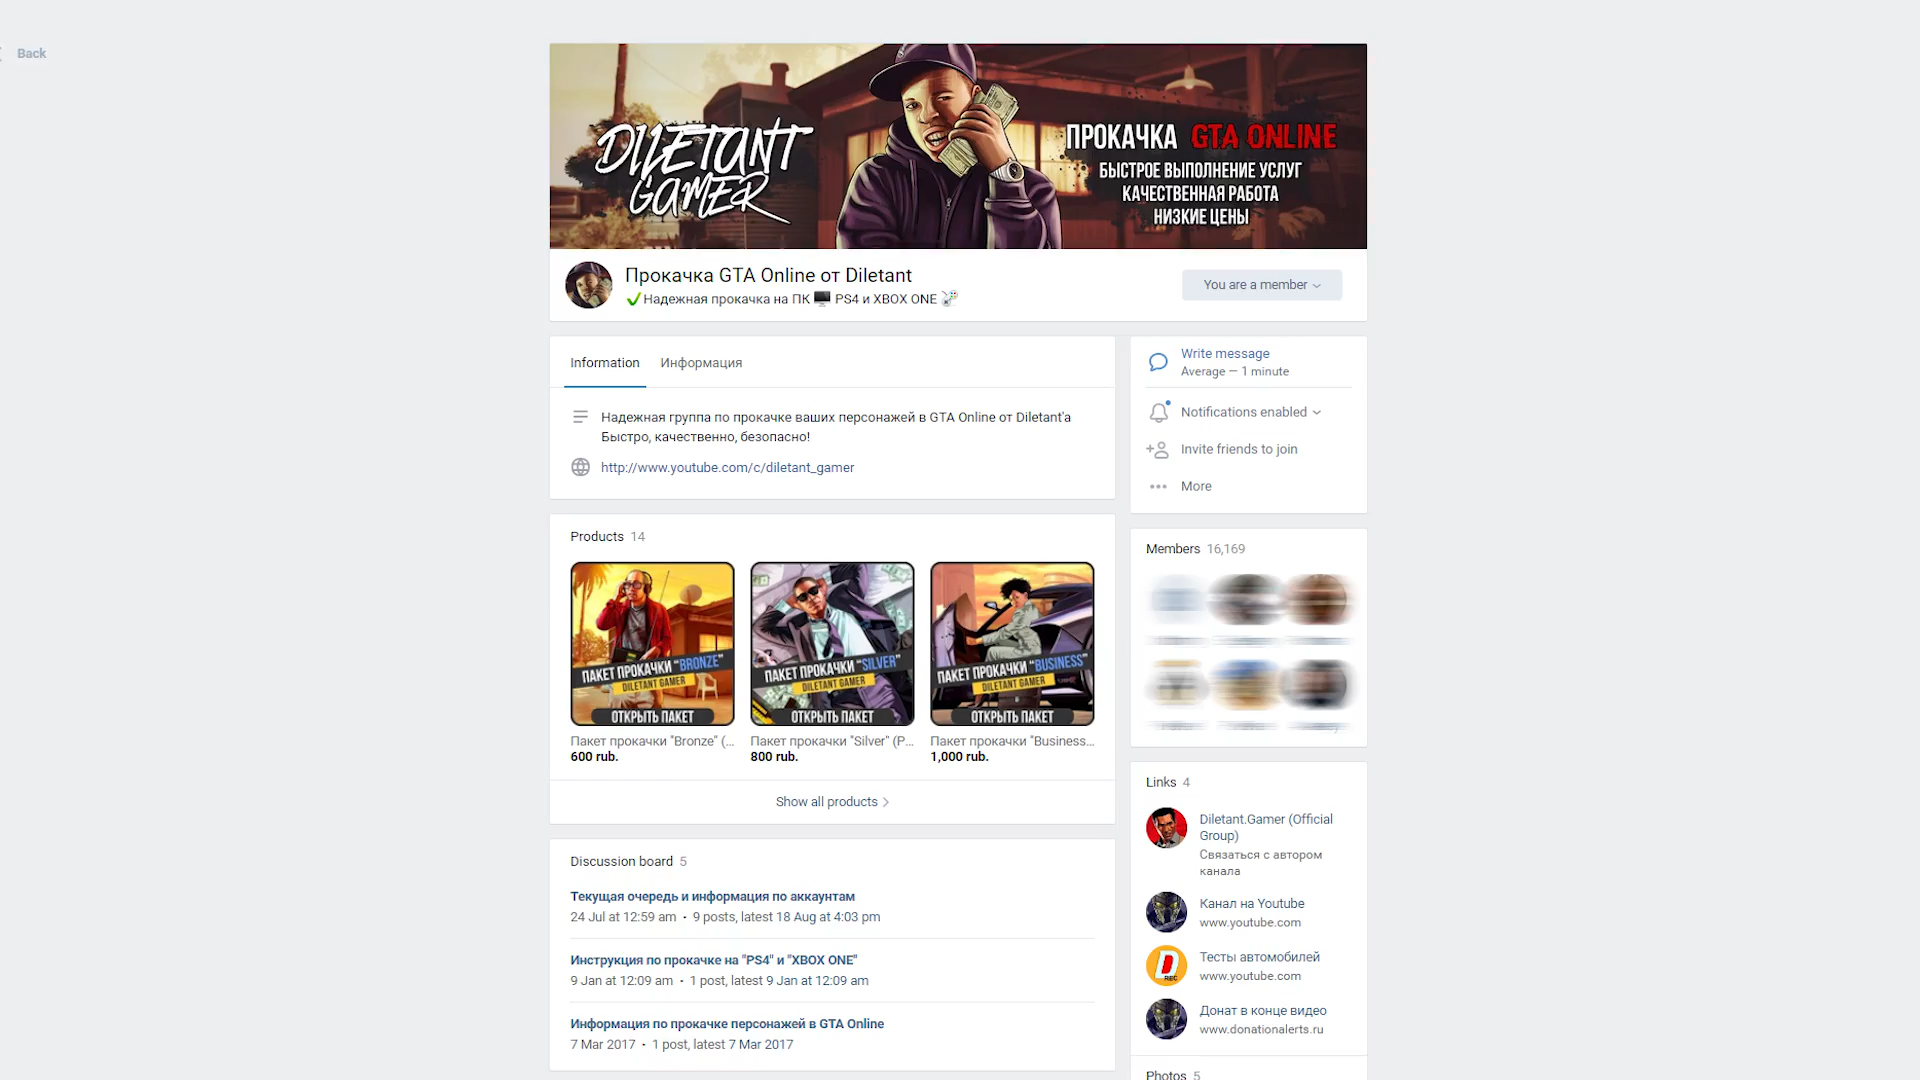 Back
DILETANT
GAMER
ПРОКАЧКА GTA ONLINE
БЫСТРОЕ ВЫПОЛНЕНИЕ УСЛУГ
КАЧЕСТВЕННАЯ РАБОТА
НИЗКИЕ ЦЕНЫ
Прокачка GTA Online от Diletant
Надежная прокачка на ПК PS4 и XBOX ONE
You are a member
Information Информация
Надежная группа по прокачке ваших персонажей в GTA Online от Diletant'a
Быстро, качественно, безопасно!
http://www.youtube.com/c/diletant_gamer
Write message
Average — 1 minute
Notifications enabled
Invite friends to join
More
Products 14
ПАКЕТ ПРОКАЧКИ "BRONZE"
DILETANT GAMER
ОТКРЫТЬ ПАКЕТ
ПАКЕТ ПРОКАЧКИ "SILVER"
DILETANT GAMER
ОТКРЫТЬ ПАКЕТ
ПАКЕТ ПРОКАЧКИ "BUSINESS"
DILETANT GAMER
ОТКРЫТЬ ПАКЕТ
Пакет прокачки "Bronze" (...
600 rub.
Пакет прокачки "Silver" (P...
800 rub.
Пакет прокачки "Business...
1,000 rub.
Show all products
Members 16,169
Discussion board 5
Текущая очередь и информация по аккаунтам
24 Jul at 12:59 am · 9 posts, latest 18 Aug at 4:03 pm
Инструкция по прокачке на "PS4" и "XBOX ONE"
9 Jan at 12:09 am · 1 post, latest 9 Jan at 12:09 am
Информация по прокачке персонажей в GTA Online
7 Mar 2017 · 1 post, latest 7 Mar 2017
Links 4
Diletant.Gamer (Official
Group)
Связаться с автором
канала
Канал на Youtube
www.youtube.com
D
REC
Тесты автомобилей
www.youtube.com
Донат в конце видео
www.donationalerts.ru
Photos 5